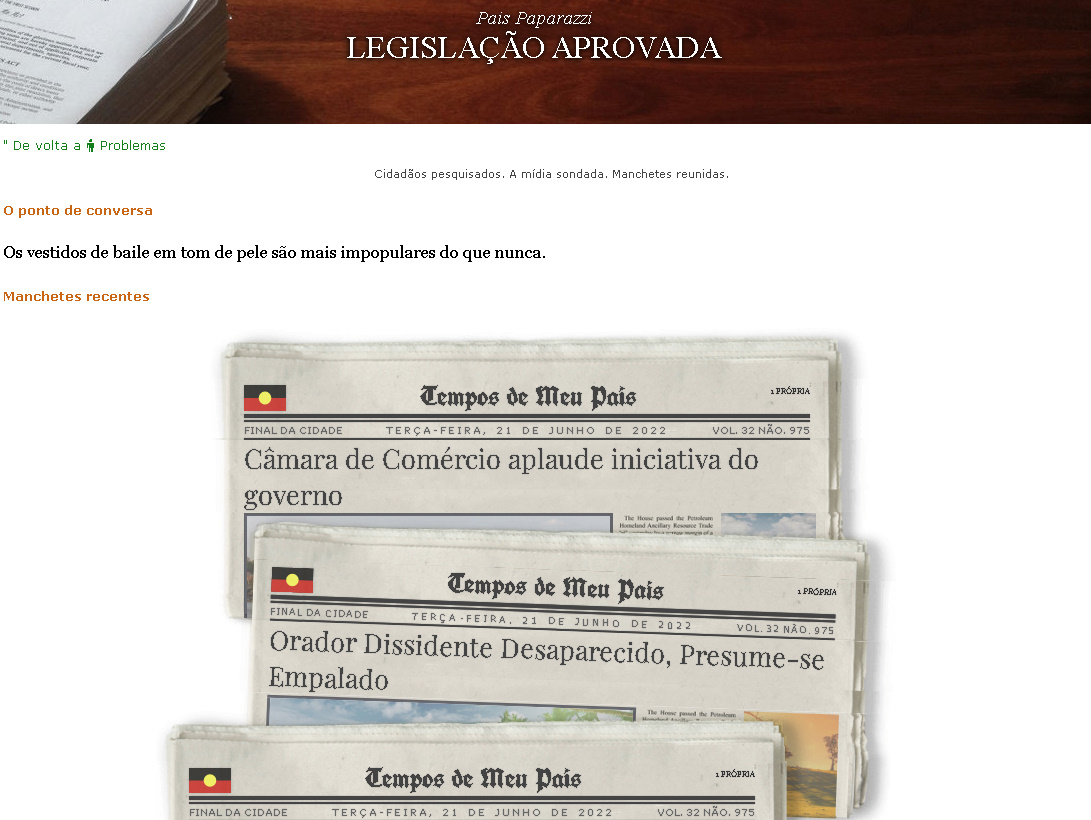 Pais Paparazzi
LEGISLAÇÃO APROVADA
" De volta a Problemas
Cidadãos pesquisados. A mídia sondada. Manchetes reunidas.
O ponto de conversa
Os vestidos de baile em tom de pele são mais impopulares do que nunca.
Manchetes recentes
Tempos de Meu País
1 PRÓPRIA
FINAL DA CIDADE TERÇA-FEIRA, 21 DE JUNHO DE 2022 VOL. 32 NÃO. 975
Câmara de Comércio aplaude iniciativa do
governo
The House passed the Petroleum
Homeland Ancillary Resource Trade
Tempos de Meu País
1 PRÓPRIA
FINAL DA CIDADE TERÇA-FEIRA, 21 DE JUNHO DE 2022 VOL. 32 NÃO. 975
Orador Dissidente Desaparecido, Presume-se
Empalado
The House passed the Petroleum
Tempos de Meu País
1 PRÓPRIA
FINAL DA CIDADE TERÇA-FEIRA, 21 DE JUNHO DE 2022 VOL. 32 NÃO. 975